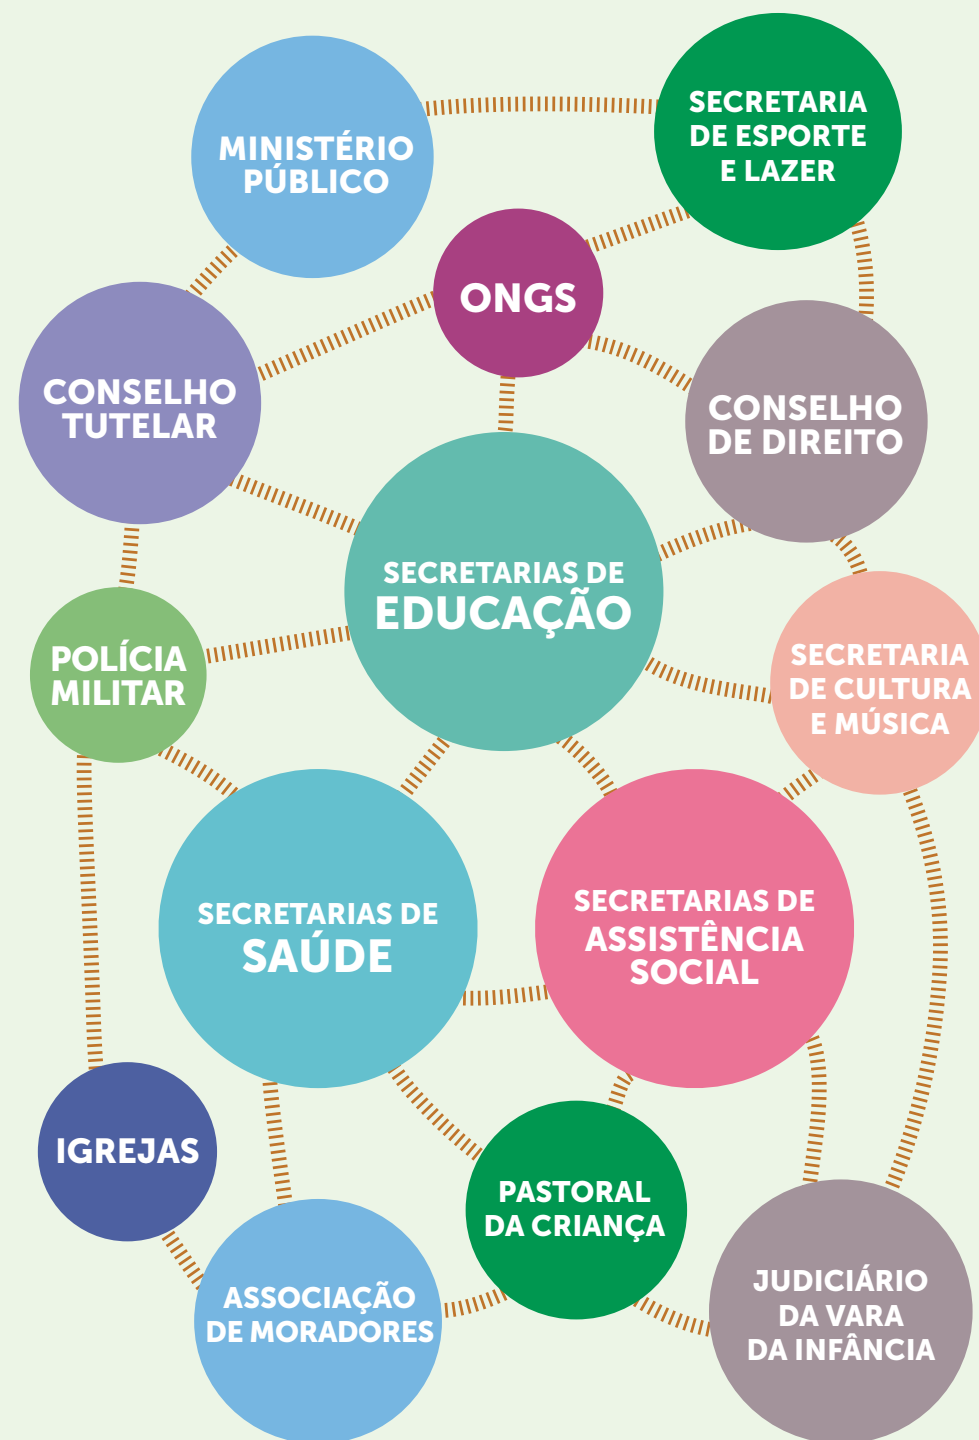 SECRETARIA
DE ESPORTE
E LAZER
MINISTÉRIO
PÚBLICO
ONGS
CONSELHO
TUTELAR
CONSELHO
DE DIREITO
SECRETARIAS DE
EDUCAÇÃO
POLÍCIA
MILITAR
SECRETARIA
DE CULTURA
E MÚSICA
SECRETARIAS DE
SAÚDE
SECRETARIAS DE
ASSISTÊNCIA
SOCIAL
IGREJAS
PASTORAL
DA CRIANÇA
ASSOCIAÇÃO
DE MORADORES
JUDICIÁRIO
DA VARA
DA INFÂNCIA